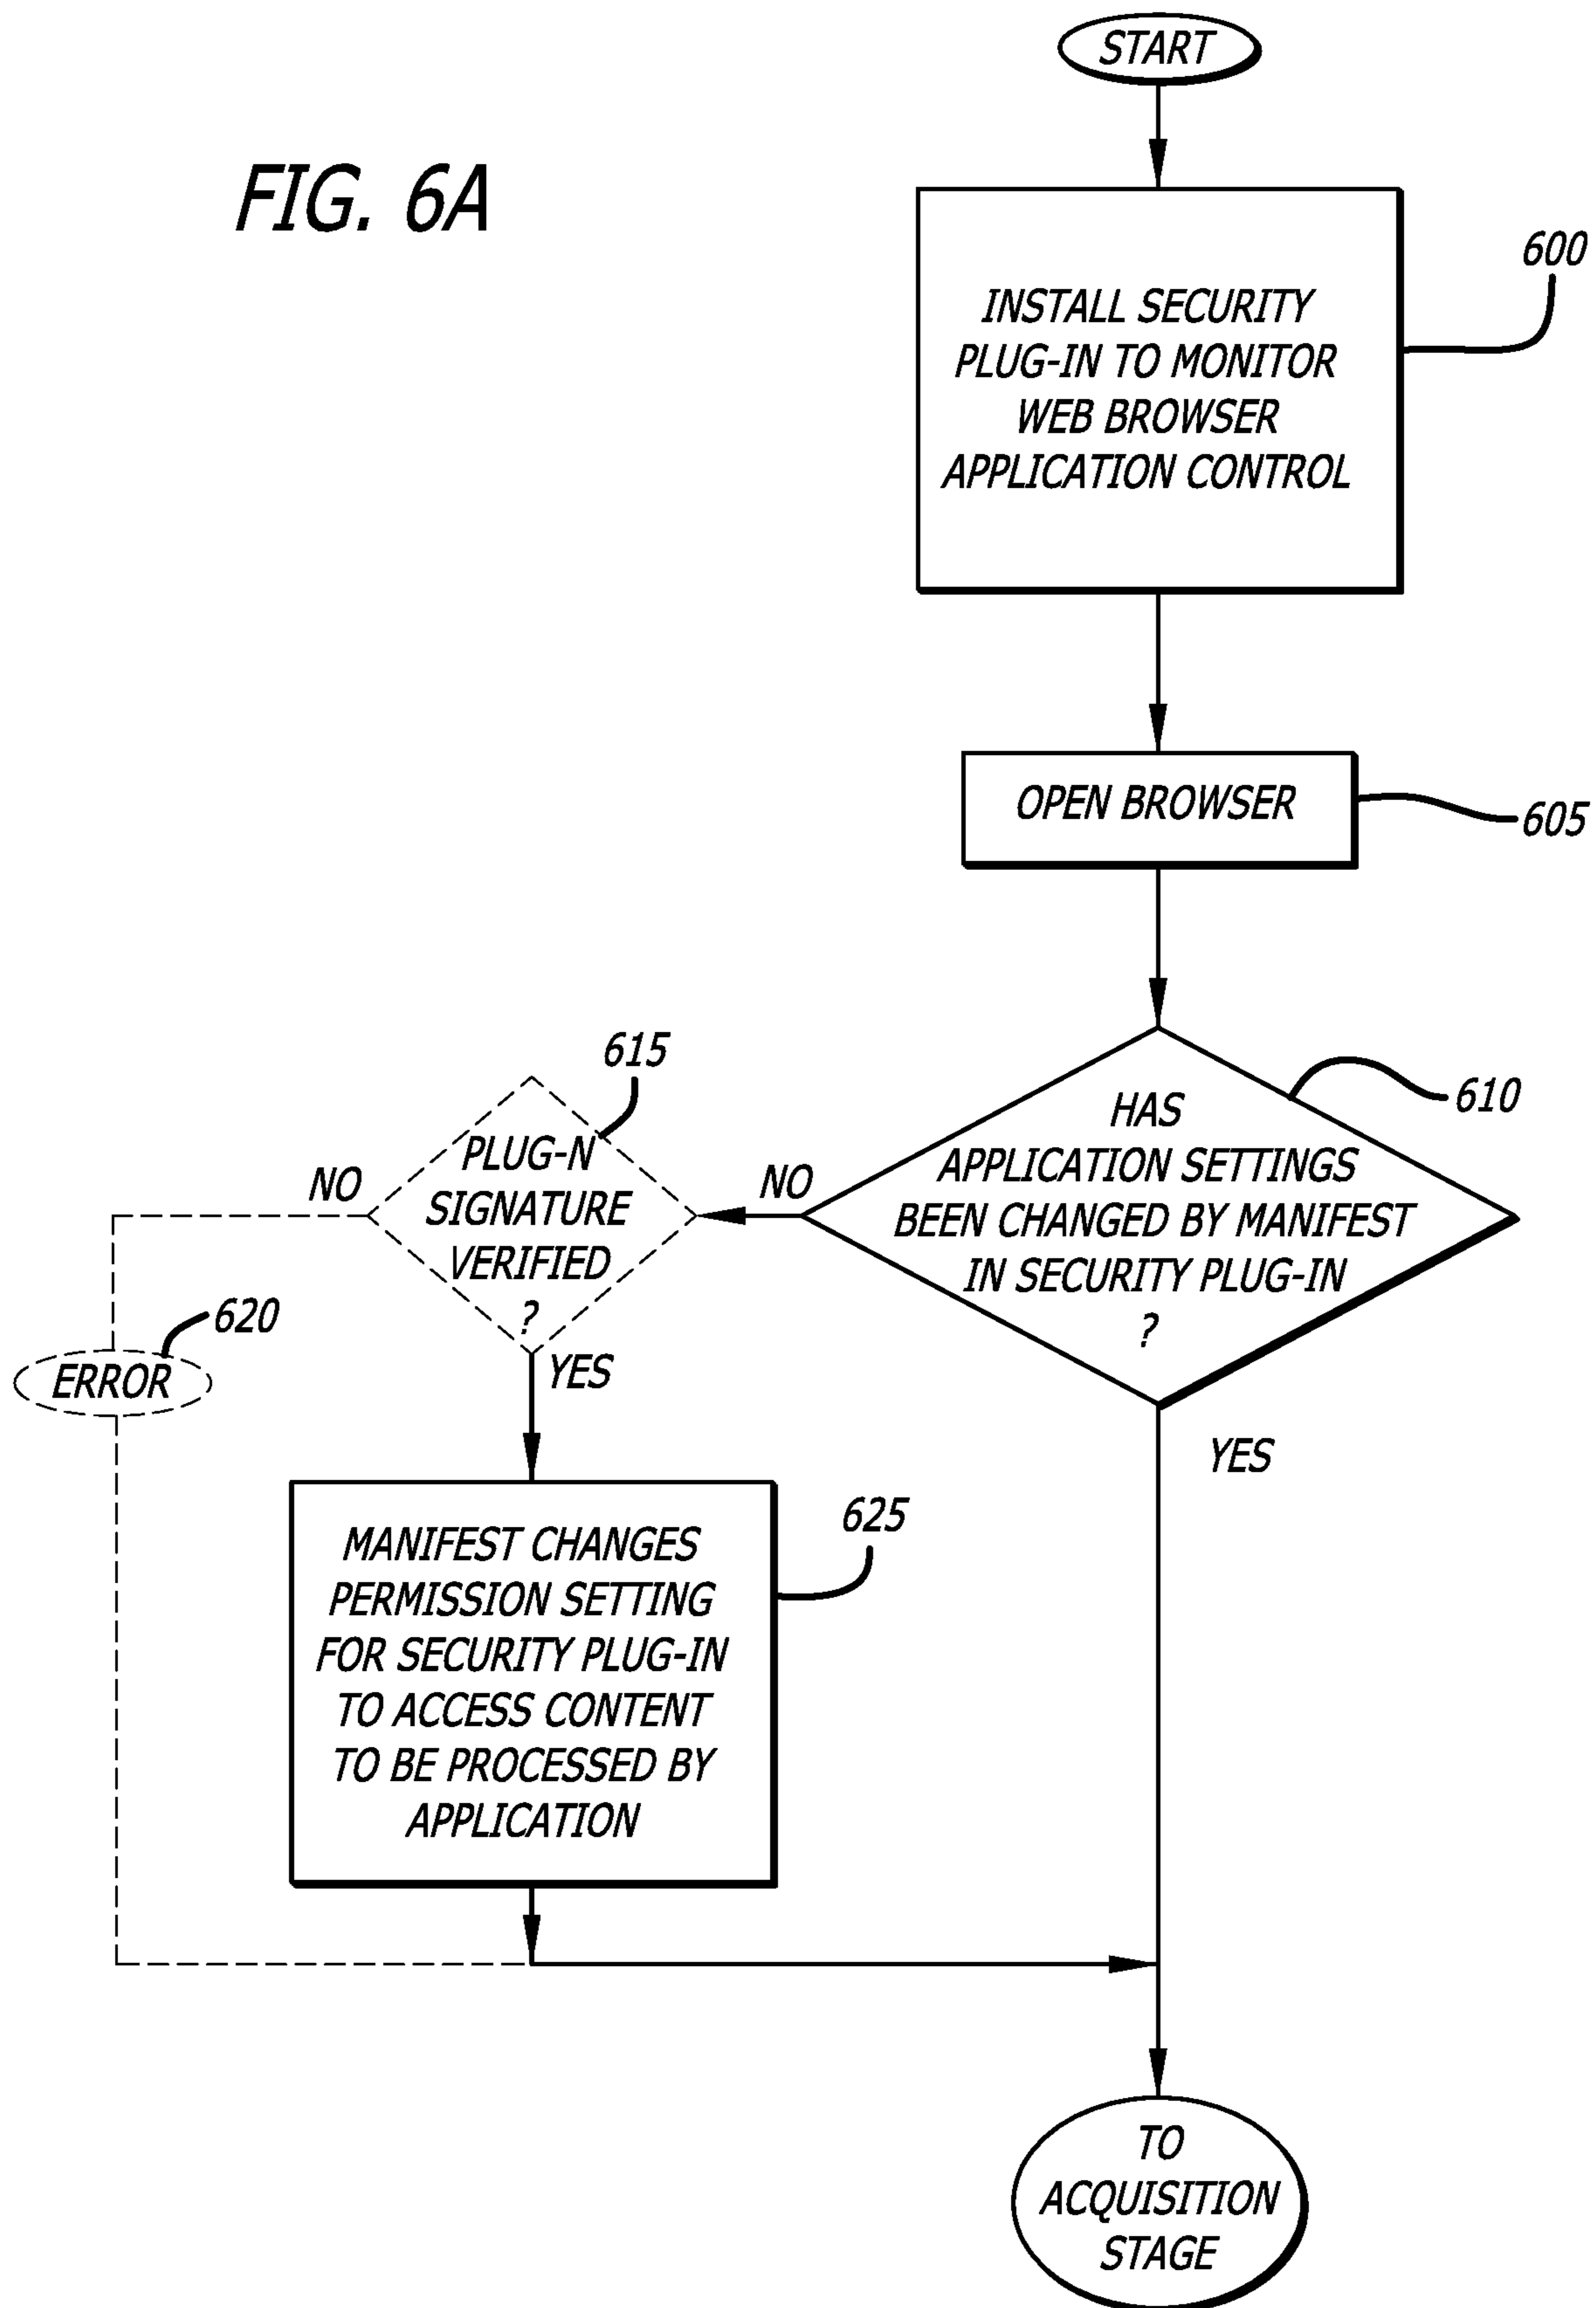 START
FIG. 6A
600
INSTALL SECURITY
PLUG-IN TO MONITOR
WEB BROWSER
APPLICATION CONTROL
OPEN BROWSER
605
610
HAS
APPLICATION SETTINGS
BEEN CHANGED BY MANIFEST
IN SECURITY PLUG-IN
?
NO
YES
615
PLUG-N
SIGNATURE
VERIFIED
?
NO
YES
620
ERROR
625
MANIFEST CHANGES
PERMISSION SETTING
FOR SECURITY PLUG-IN
TO ACCESS CONTENT
TO BE PROCESSED BY
APPLICATION
TO
ACQUISITION
STAGE